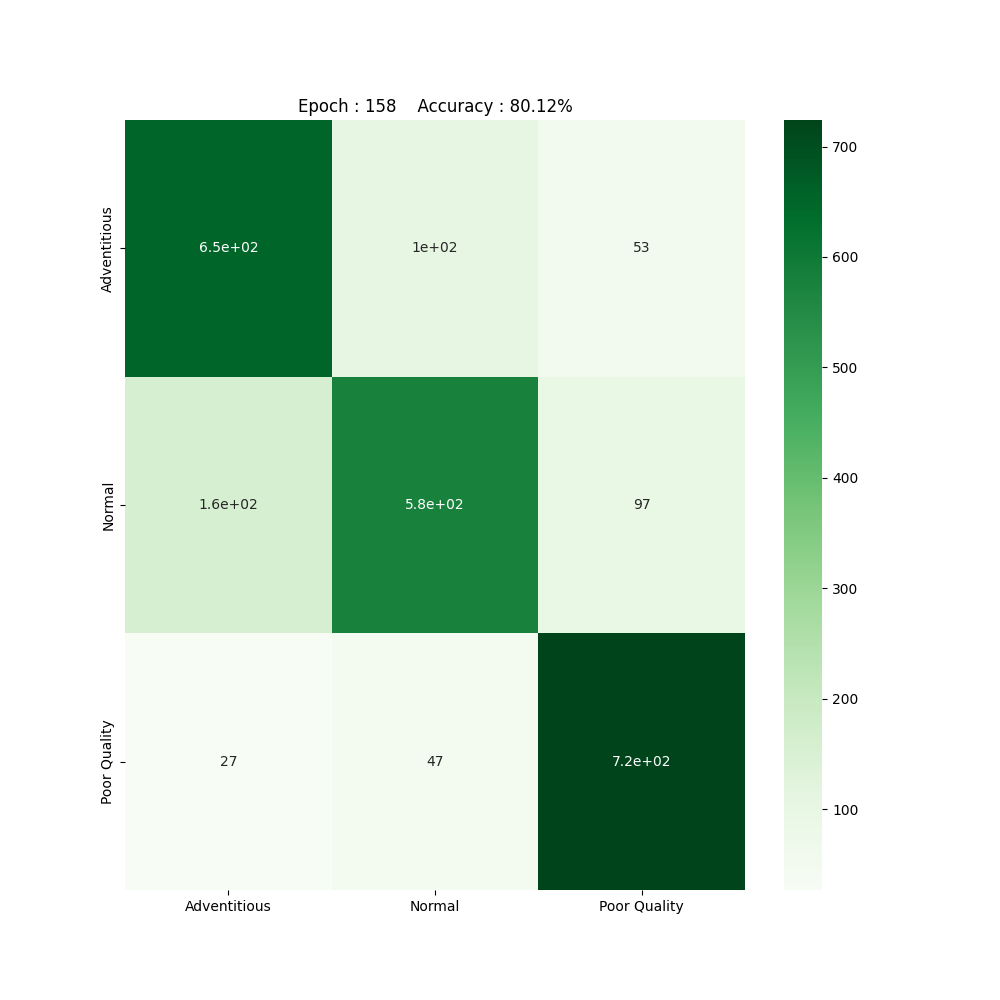 Epoch : 158    Accuracy : 80.12%
Adventitious
6.5e+02 1e+02 53
Normal
1.6e+02 5.8e+02 97
Poor Quality
27 47 7.2e+02
Adventitious Normal Poor Quality
700
600
500
400
300
200
100